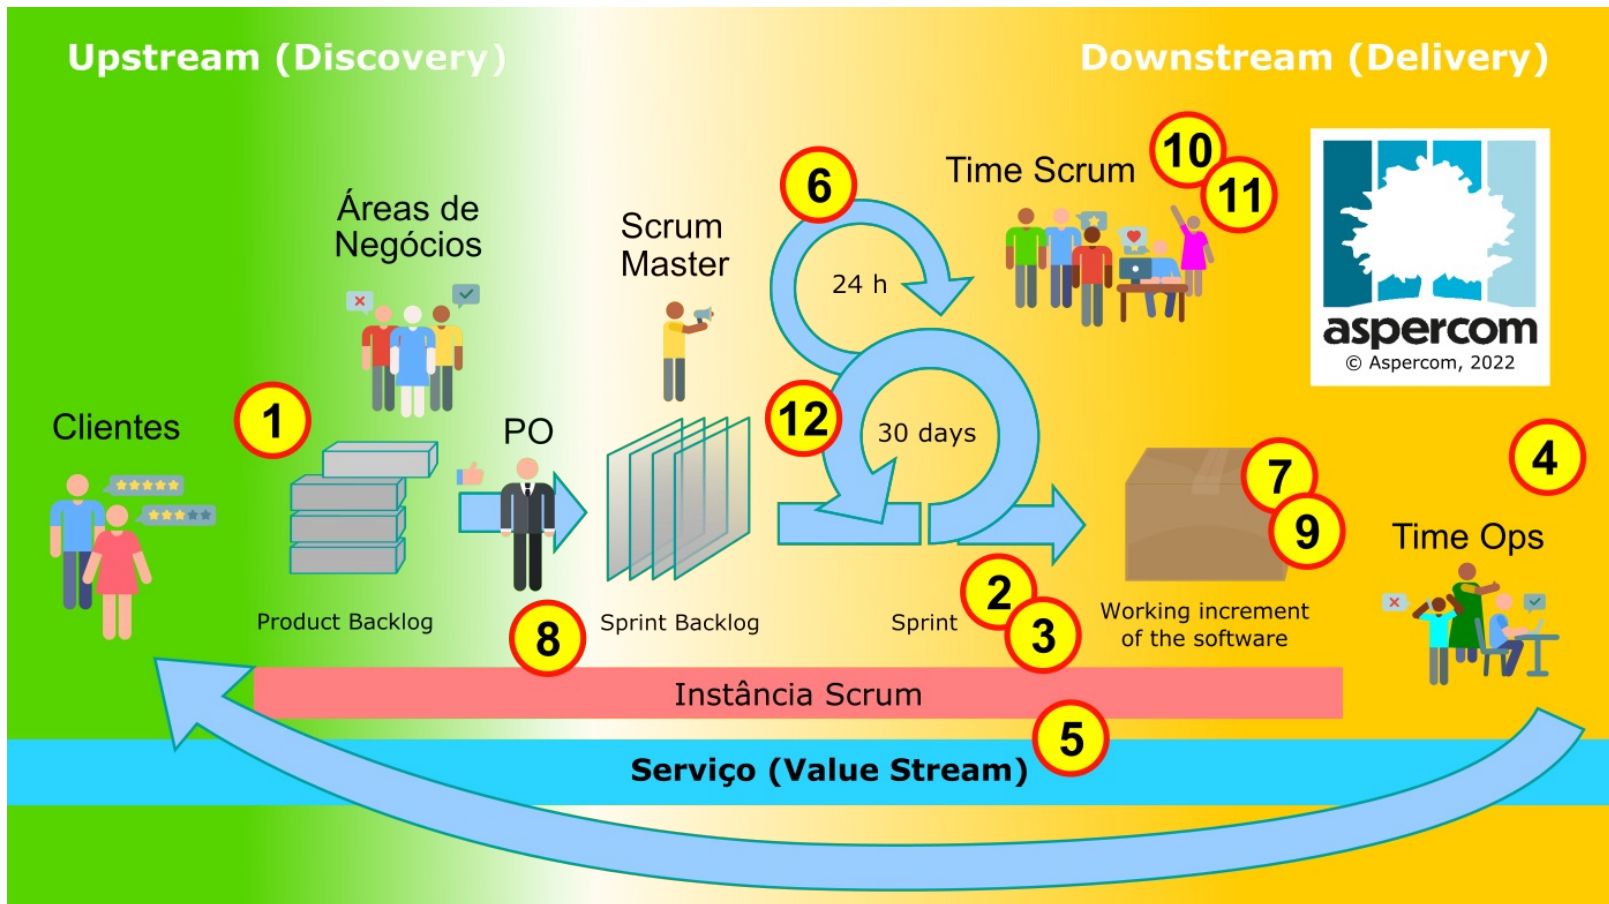 Upstream (Discovery)
Downstream (Delivery)
10
11
6
Time Scrum
Áreas de
Negócios
Scrum
Master
24 h
aspercom
© Aspercom, 2022
1
Clientes
PO
12
30 days
4
7
9
Time Ops
Product Backlog
8
Sprint Backlog
Sprint
2
3
Working increment
of the software
Instância Scrum
5
Serviço (Value Stream)